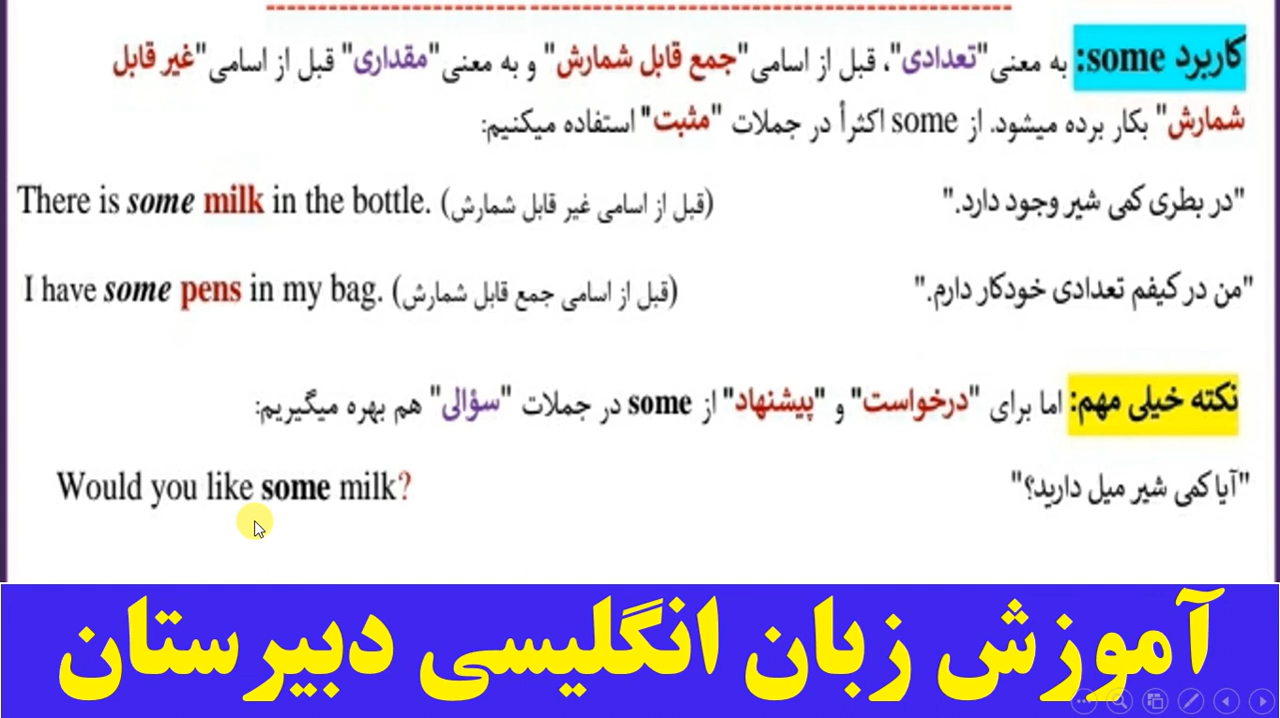 کاربرد some: به معنی "تعدادی"، قبل از اسامی "جمع قابل شمارش" و به معنی "مقداری" قبل از اسامی "غیر قابل
شمارش" بکار برده میشود. از some اکثرأ در جملات "مثبت" استفاده میکنیم:
There is some milk in the bottle. (قبل از اسامی غیر قابل شمارش) "در بطری کمی شیر وجود دارد."
I have some pens in my bag. (قبل از اسامی جمع قابل شمارش) "من در کیفم تعدادی خودکار دارم."
نکته خیلی مهم: اما برای "درخواست" و "پیشنهاد" از some در جملات "سؤالی" هم بهره میگیریم:
Would you like some milk? "آیا کمی شیر میل دارید؟"
آموزش زبان انگلیسی دبیرستان